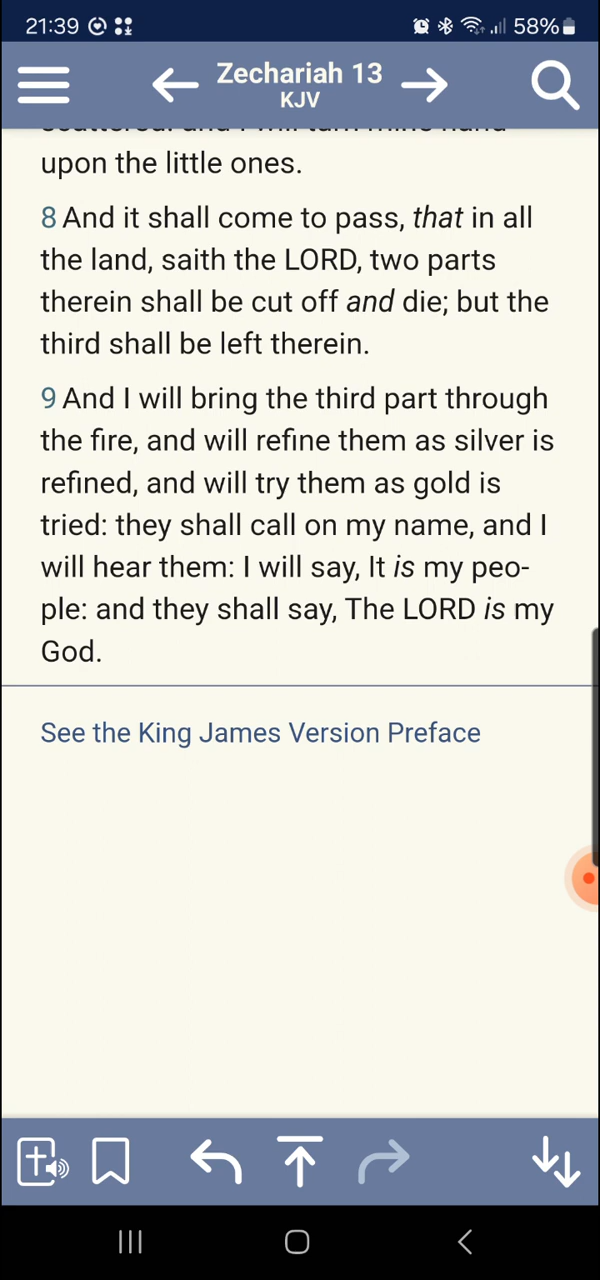 21:39 58%
Zechariah 13
KJV
upon the little ones.
8 And it shall come to pass, that in all
the land, saith the LORD, two parts
therein shall be cut off and die; but the
third shall be left therein.
9 And I will bring the third part through
the fire, and will refine them as silver is
refined, and will try them as gold is
tried: they shall call on my name, and I
will hear them: I will say, It is my peo-
ple: and they shall say, The LORD is my
God.
See the King James Version Preface